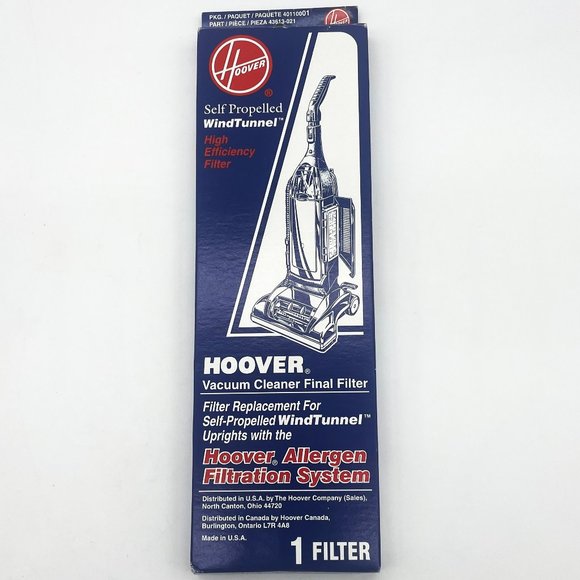 PKG. / PAQUET / PAQUETE 40110001
PART / PIÈCE / PIEZA 43613-021
HOOVER
HOOVER
®
Self Propelled
WindTunnel™
High
Efficiency
Filter
HOOVER®
Vacuum Cleaner Final Filter
Filter Replacement For
Self-Propelled WindTunnel™
Uprights with the
Hoover® Allergen
Filtration System
Distributed in U.S.A. by The Hoover Company (Sales),
North Canton, Ohio 44720
Distributed in Canada by Hoover Canada,
Burlington, Ontario L7R 4A8
Made in U.S.A.
1 FILTER